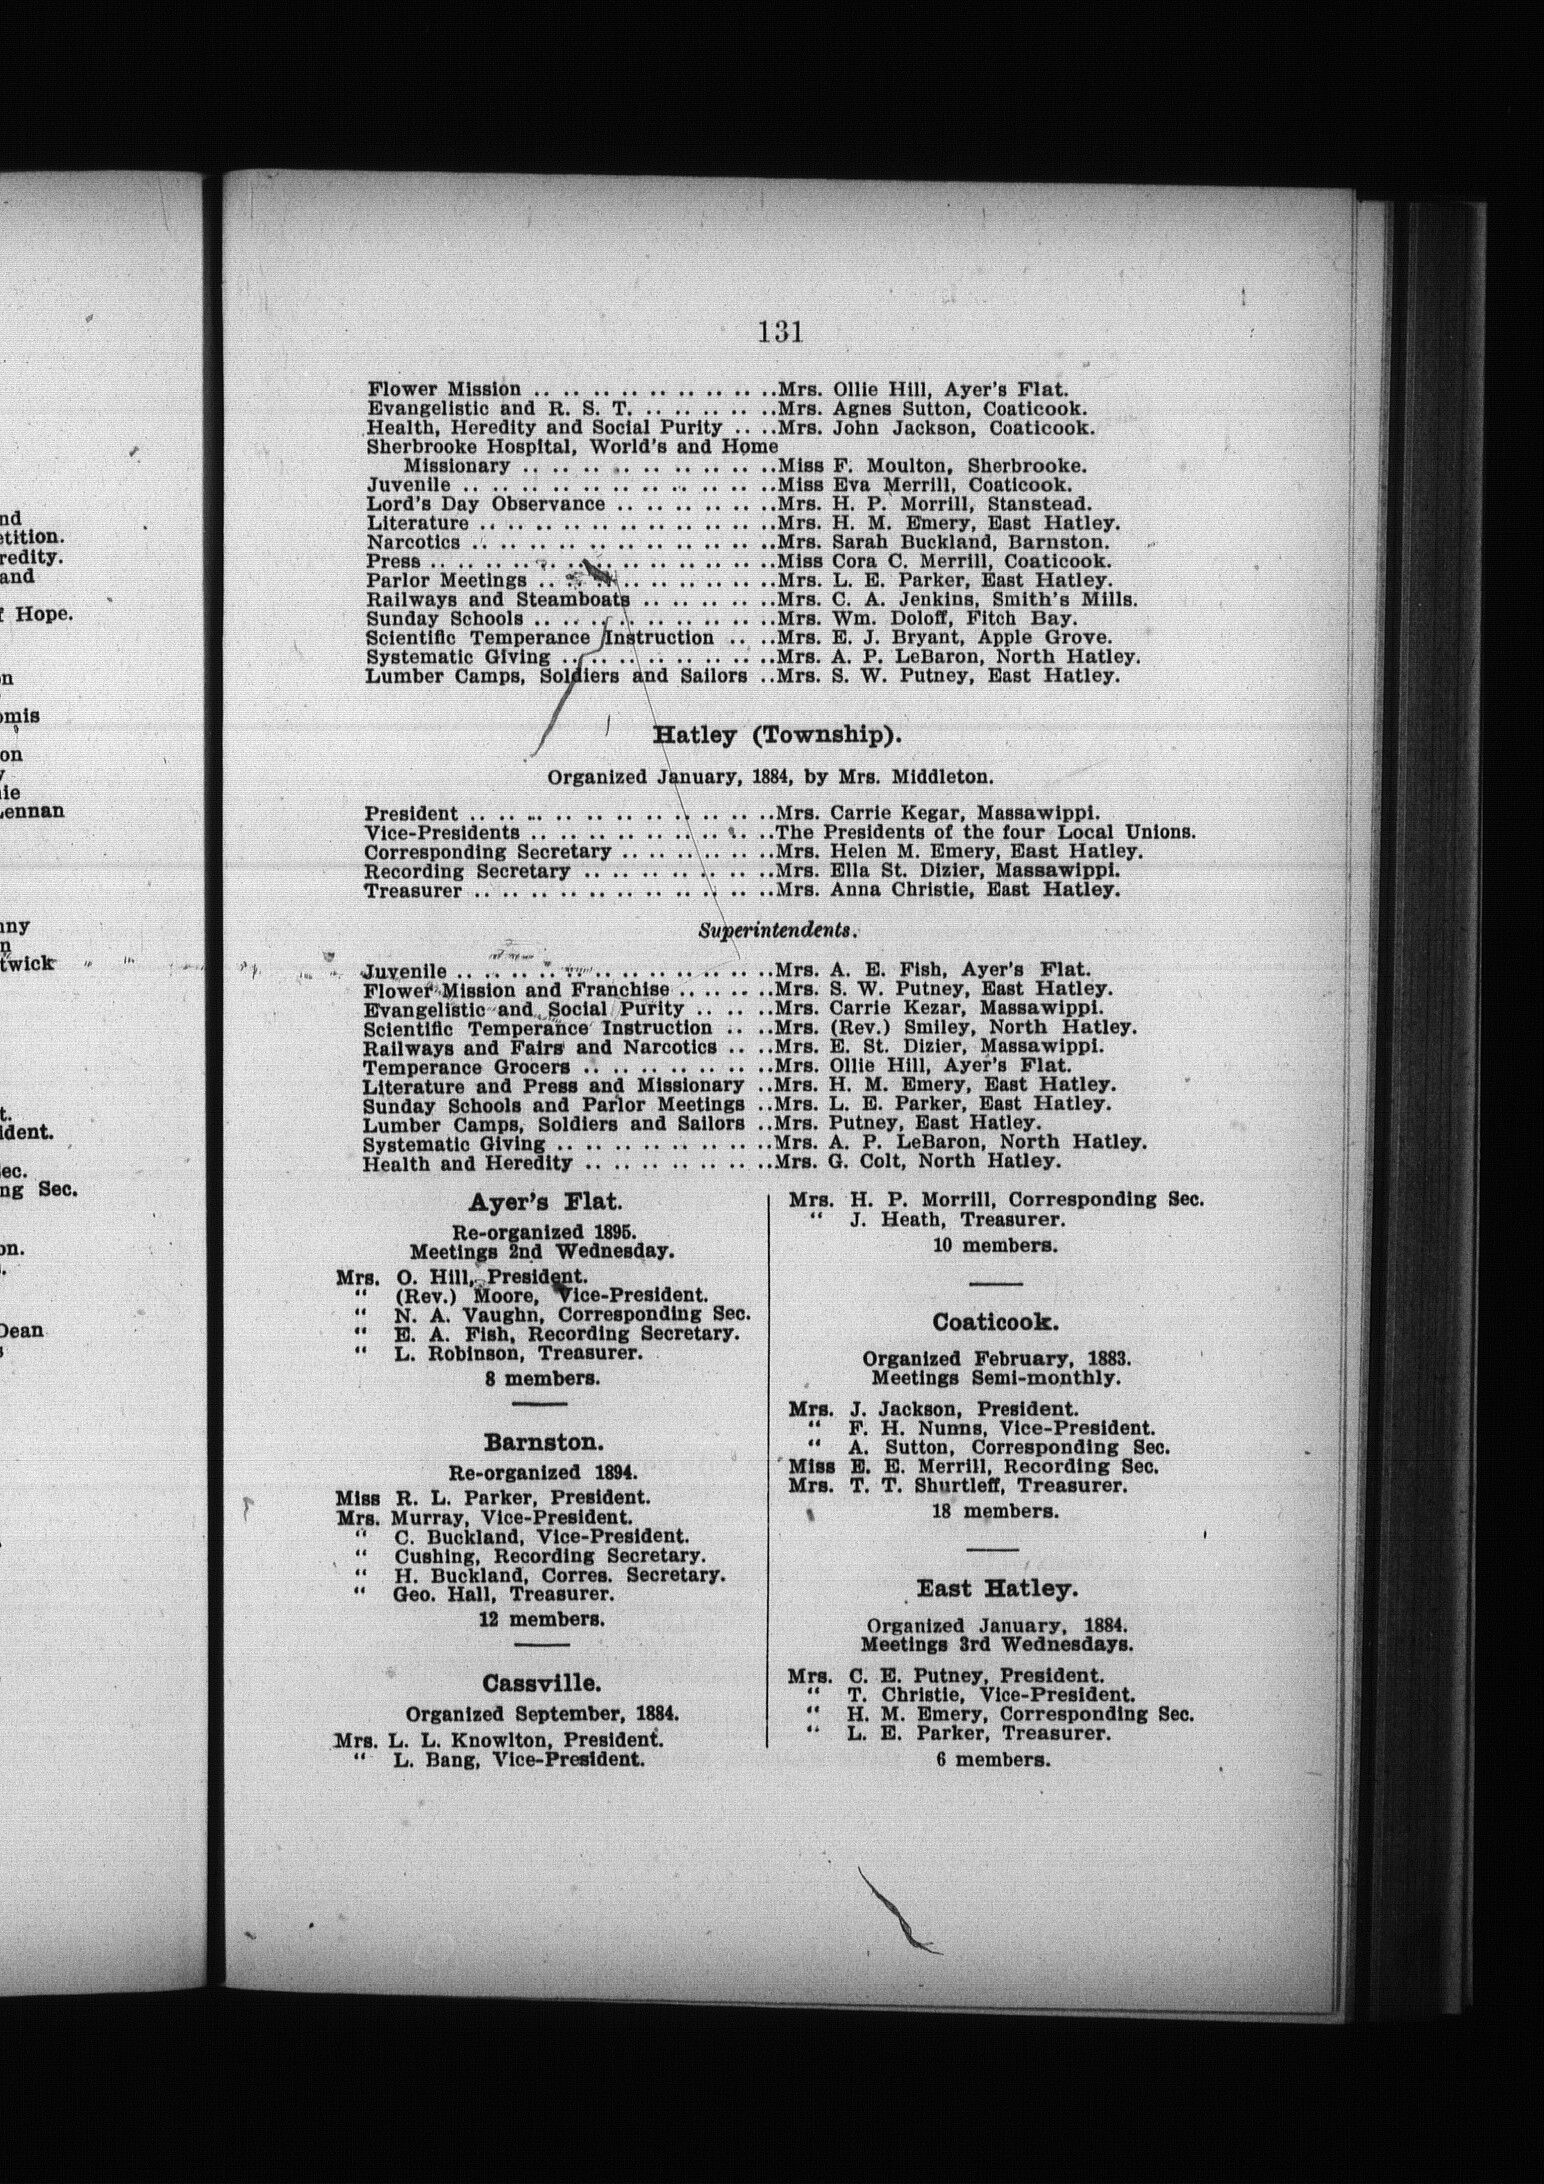 nd
etition.
redity.
and
f Hope.
on
omis
on
y
ie
Lennan
nny
n
twick
t.
ident.
ec.
ng Sec.
on.
Dean
s
131
Flower Mission .. .. .. .. .. .. .. .. ..Mrs. Ollie Hill, Ayer's Flat.
Evangelistic and R. S. T. .. .. .. .. ..Mrs. Agnes Sutton, Coaticook.
Health, Heredity and Social Purity .. ..Mrs. John Jackson, Coaticook.
Sherbrooke Hospital, World's and Home
Missionary .. .. .. .. .. .. .. .. ..Miss F. Moulton, Sherbrooke.
Juvenile .. .. .. .. .. .. .. .. .. .. ..Miss Eva Merrill, Coaticook.
Lord's Day Observance .. .. .. .. .. ..Mrs. H. P. Morrill, Stanstead.
Literature .. .. .. .. .. .. .. .. .. .. ..Mrs. H. M. Emery, East Hatley.
Narcotics .. .. .. .. .. .. .. .. .. .. ..Mrs. Sarah Buckland, Barnston.
Press .. .. .. .. .. .. .. .. .. .. .. ..Miss Cora C. Merrill, Coaticook.
Parlor Meetings .. .. .. .. .. .. .. .. ..Mrs. L. E. Parker, East Hatley.
Railways and Steamboats .. .. .. .. ..Mrs. C. A. Jenkins, Smith's Mills.
Sunday Schools .. .. .. .. .. .. .. .. ..Mrs. Wm. Doloff, Fitch Bay.
Scientific Temperance Instruction .. ..Mrs. E. J. Bryant, Apple Grove.
Systematic Giving .. .. .. .. .. .. .. ..Mrs. A. P. LeBaron, North Hatley.
Lumber Camps, Soldiers and Sailors ..Mrs. S. W. Putney, East Hatley.
Hatley (Township).
Organized January, 1884, by Mrs. Middleton.
President .. .. .. .. .. .. .. .. .. .. ..Mrs. Carrie Kegar, Massawippi.
Vice-Presidents .. .. .. .. .. .. .. .. ..The Presidents of the four Local Unions.
Corresponding Secretary .. .. .. .. .. ..Mrs. Helen M. Emery, East Hatley.
Recording Secretary .. .. .. .. .. .. ..Mrs. Ella St. Dizier, Massawippi.
Treasurer .. .. .. .. .. .. .. .. .. .. ..Mrs. Anna Christie, East Hatley.
Superintendents.
Juvenile .. .. .. .. .. .. .. .. .. .. ..Mrs. A. E. Fish, Ayer's Flat.
Flower Mission and Franchise .. .. .. ..Mrs. S. W. Putney, East Hatley.
Evangelistic and Social Purity .. .. ..Mrs. Carrie Kezar, Massawippi.
Scientific Temperance Instruction .. ..Mrs. (Rev.) Smiley, North Hatley.
Railways and Fairs and Narcotics .. ..Mrs. E. St. Dizier, Massawippi.
Temperance Grocers .. .. .. .. .. .. ..Mrs. Ollie Hill, Ayer's Flat.
Literature and Press and Missionary ..Mrs. H. M. Emery, East Hatley.
Sunday Schools and Parlor Meetings ..Mrs. L. E. Parker, East Hatley.
Lumber Camps, Soldiers and Sailors ..Mrs. Putney, East Hatley.
Systematic Giving .. .. .. .. .. .. .. ..Mrs. A. P. LeBaron, North Hatley.
Health and Heredity .. .. .. .. .. .. ..Mrs. G. Colt, North Hatley.
Ayer's Flat.
Re-organized 1895.
Meetings 2nd Wednesday.
Mrs. O. Hill, President.
" (Rev.) Moore, Vice-President.
" N. A. Vaughn, Corresponding Sec.
" E. A. Fish, Recording Secretary.
" L. Robinson, Treasurer.
8 members.
Barnston.
Re-organized 1894.
Miss R. L. Parker, President.
Mrs. Murray, Vice-President.
" C. Buckland, Vice-President.
" Cushing, Recording Secretary.
" H. Buckland, Corres. Secretary.
" Geo. Hall, Treasurer.
12 members.
Cassville.
Organized September, 1884.
Mrs. L. L. Knowlton, President.
" L. Bang, Vice-President.
Mrs. H. P. Morrill, Corresponding Sec.
" J. Heath, Treasurer.
10 members.
Coaticook.
Organized February, 1883.
Meetings Semi-monthly.
Mrs. J. Jackson, President.
" F. H. Nunns, Vice-President.
" A. Sutton, Corresponding Sec.
Miss E. E. Merrill, Recording Sec.
Mrs. T. T. Shurtleff, Treasurer.
18 members.
East Hatley.
Organized January, 1884.
Meetings 3rd Wednesdays.
Mrs. C. E. Putney, President.
" T. Christie, Vice-President.
" H. M. Emery, Corresponding Sec.
" L. E. Parker, Treasurer.
6 members.